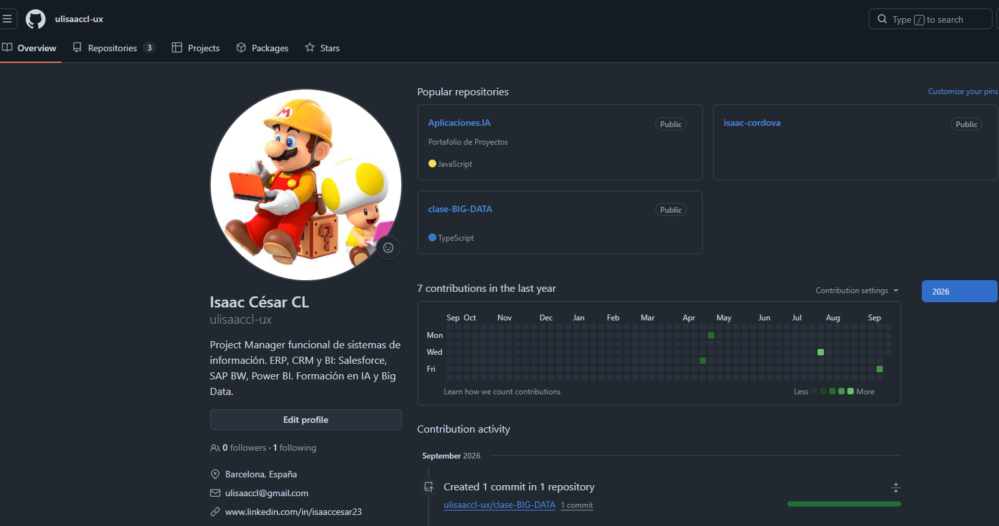 ulisaaccl-ux
Type / to search
Overview
Repositories 3
Projects
Packages
Stars
M
Isaac César CL
ulisaaccl-ux
Project Manager funcional de sistemas de
información. ERP, CRM y BI: Salesforce,
SAP BW, Power BI. Formación en IA y Big
Data.
Edit profile
0 followers · 1 following
Barcelona, España
ulisaaccl@gmail.com
www.linkedin.com/in/isaaccesar23
Popular repositories
Customize your pins
Aplicaciones.IA
Public
Portafolio de Proyectos
JavaScript
isaac-cordova
Public
clase-BIG-DATA
Public
TypeScript
7 contributions in the last year
Contribution settings
2026
Sep Oct Nov Dec Jan Feb Mar Apr May Jun Jul Aug Sep
Mon
Wed
Fri
Learn how we count contributions
Less More
Contribution activity
September 2026
Created 1 commit in 1 repository
ulisaaccl-ux/clase-BIG-DATA 1 commit